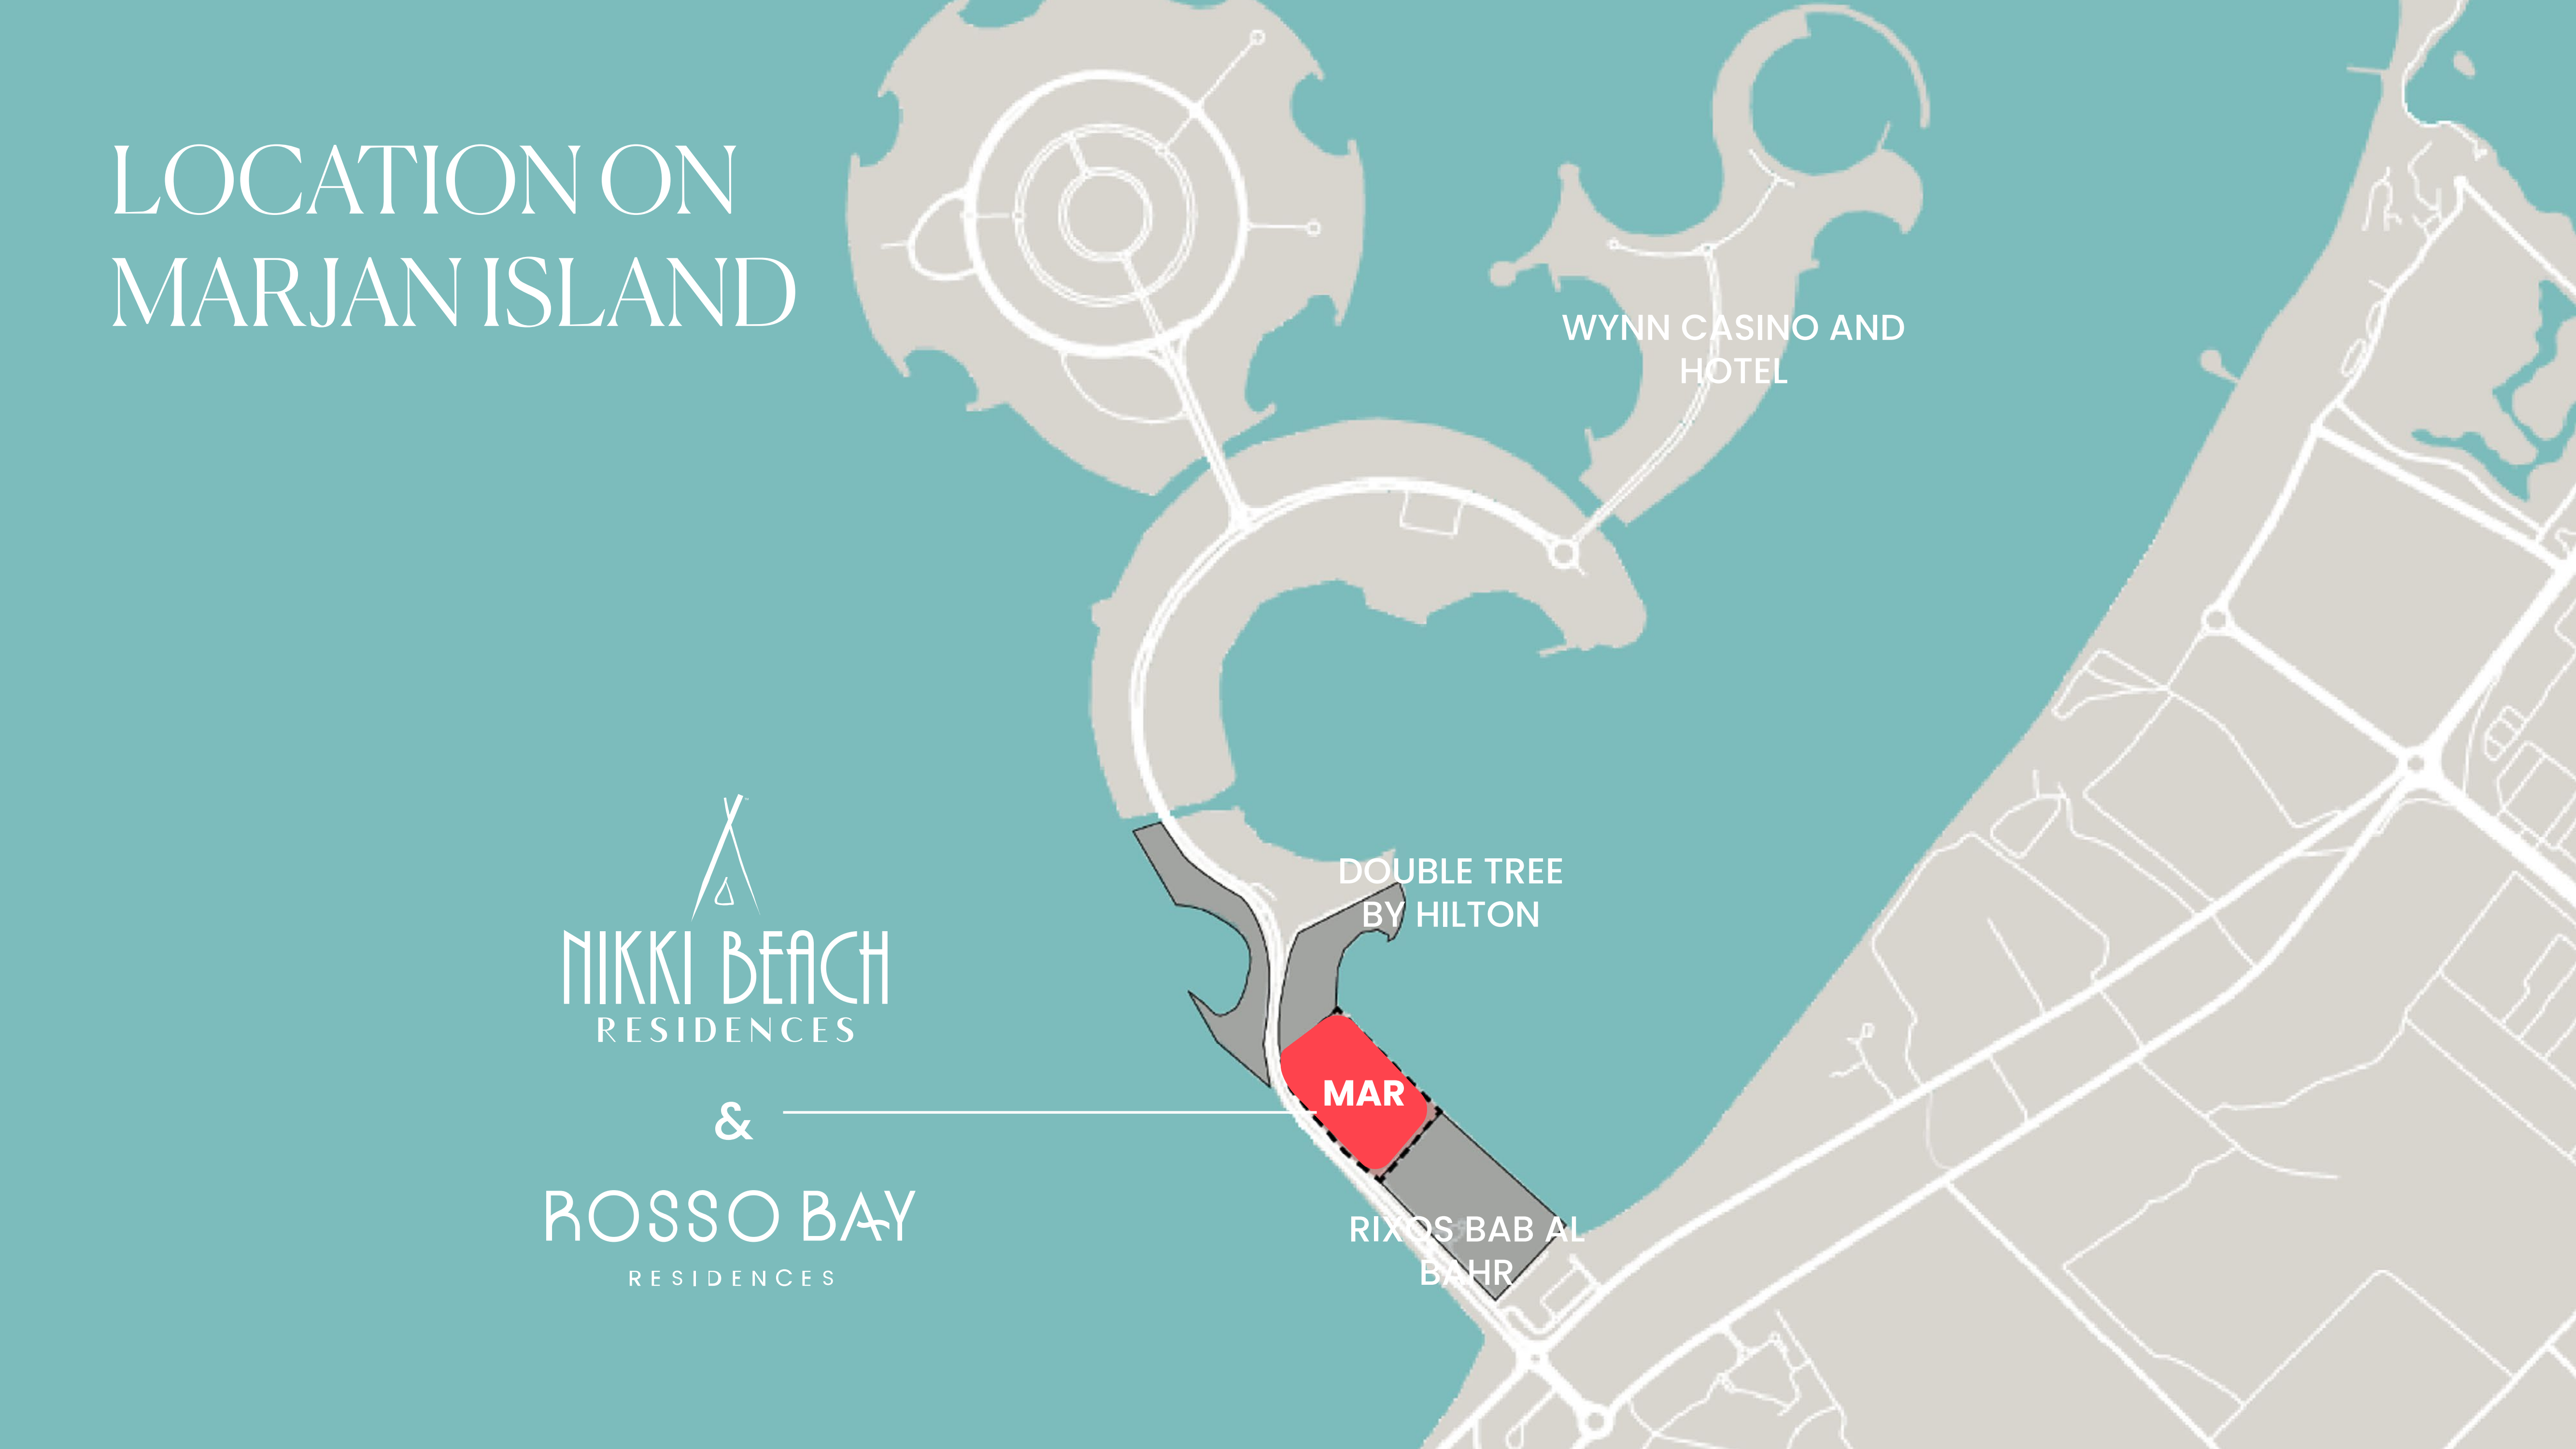 LOCATION ON
MARJAN ISLAND
WYNN CASINO AND
HOTEL
DOUBLE TREE
BY HILTON
NIKKI BEACH
RESIDENCES
&
ROSSO BAY
RESIDENCES
MAR
RIXOS BAB AL
BAHR